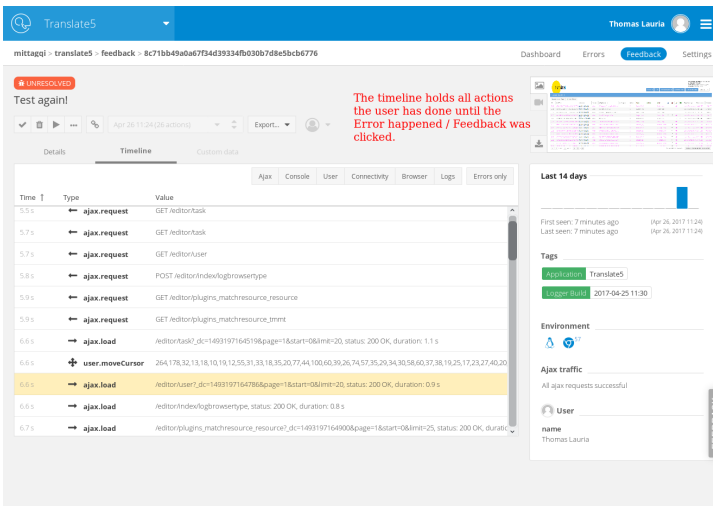 Translate5
Thomas Lauria
mittagqi > translate5 > feedback > 8c71bb49a0a67f34d39334fb030b7d8e5bcb6776
Dashboard Errors Feedback Settings
UNRESOLVED
Test again!
The timeline holds all actions
the user has done until the
Error happened / Feedback was
clicked.
Apr 26 11:24 (26 actions)
Export...
Details Timeline Custom data
Ajax Console User Connectivity Browser Logs Errors only
Time Type Value
5.5 s ajax.request GET /editor/task
5.7 s ajax.request GET /editor/task
5.7 s ajax.request GET /editor/user
5.8 s ajax.request POST /editor/index/logbrowsertype
5.9 s ajax.request GET /editor/plugins_matchresource_resource
5.9 s ajax.request GET /editor/plugins_matchresource_tmmt
6.6 s ajax.load /editor/task?_dc=1493197164519&page=1&start=0&limit=20, status: 200 OK, duration: 1.1 s
6.6 s user.moveCursor 264,178,32,13,18,10,19,12,55,31,33,18,35,20,77,44,100,60,39,26,74,57,35,29,34,30,58,60,37,38,19,25,17,23,27,40,20
6.6 s ajax.load /editor/user?_dc=1493197164786&page=1&start=0&limit=20, status: 200 OK, duration: 0.9 s
6.6 s ajax.load /editor/index/logbrowsertype, status: 200 OK, duration: 0.8 s
6.7 s ajax.load /editor/plugins_matchresource_resource?_dc=1493197164900&page=1&start=0&limit=25, status: 200 OK, duratio
Last 14 days
First seen: 7 minutes ago (Apr 26, 2017 11:24)
Last seen: 7 minutes ago (Apr 26, 2017 11:24)
Tags
Application Translate5
Logger Build 2017-04-25 11:30
Environment
57
Ajax traffic
All ajax requests successful
User
name
Thomas Lauria